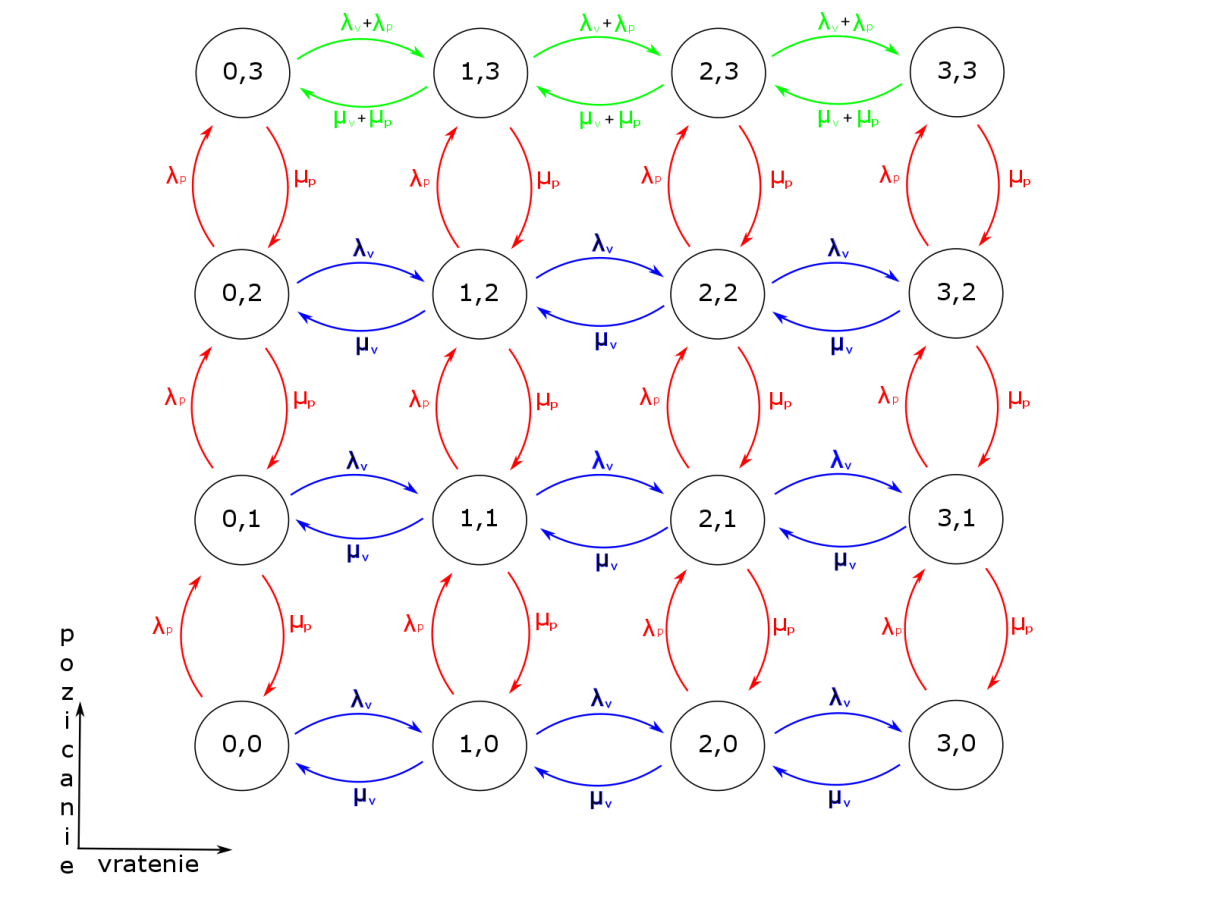 λv+λp λv+λp λv+λp
0,3 1,3 2,3 3,3
μv+μp μv+μp μv+μp
λp μp λp μp λp μp λp μp
λv λv λv
0,2 1,2 2,2 3,2
μv μv μv
λp μp λp μp λp μp λp μp
λv λv λv
0,1 1,1 2,1 3,1
μv μv μv
λp μp λp μp λp μp λp μp
λv λv λv
0,0 1,0 2,0 3,0
μv μv μv
pozicanie
vratenie